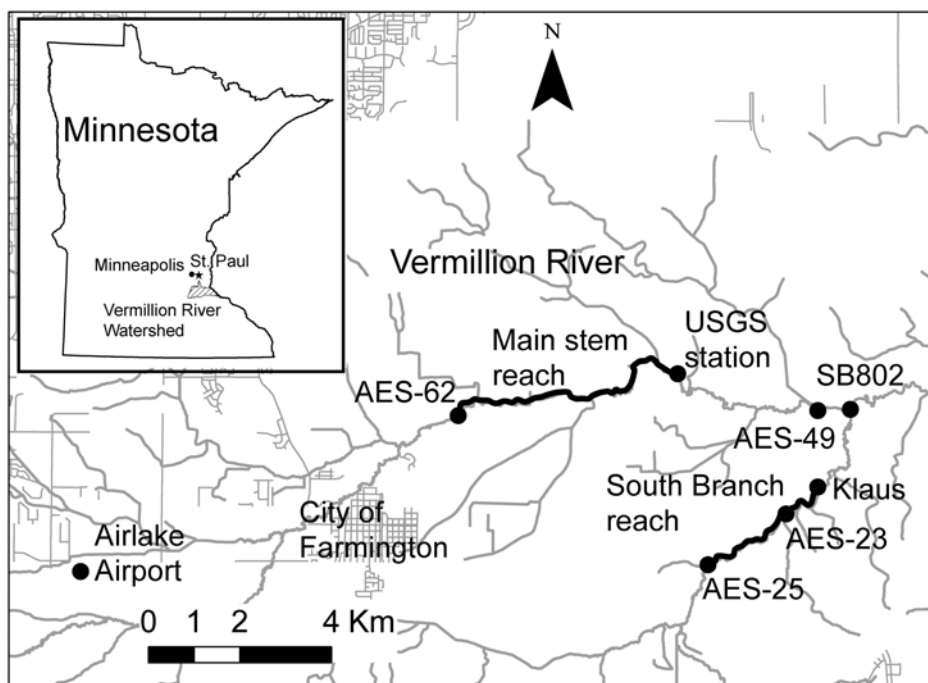 Minnesota
Minneapolis
St. Paul
Vermillion River
Watershed
N
Vermillion River
Main stem
reach
USGS
station
AES-62
SB802
AES-49
South Branch
reach
Klaus
AES-23
AES-25
City of
Farmington
Airlake
Airport
0 1 2 4 Km